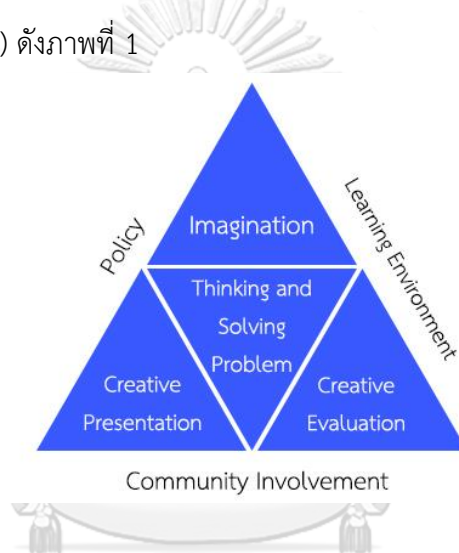 ) ดังภาพที่ 1
Imagination
Policy
Learning Environment
Thinking and
Solving
Problem
Creative
Presentation
Creative
Evaluation
Community Involvement